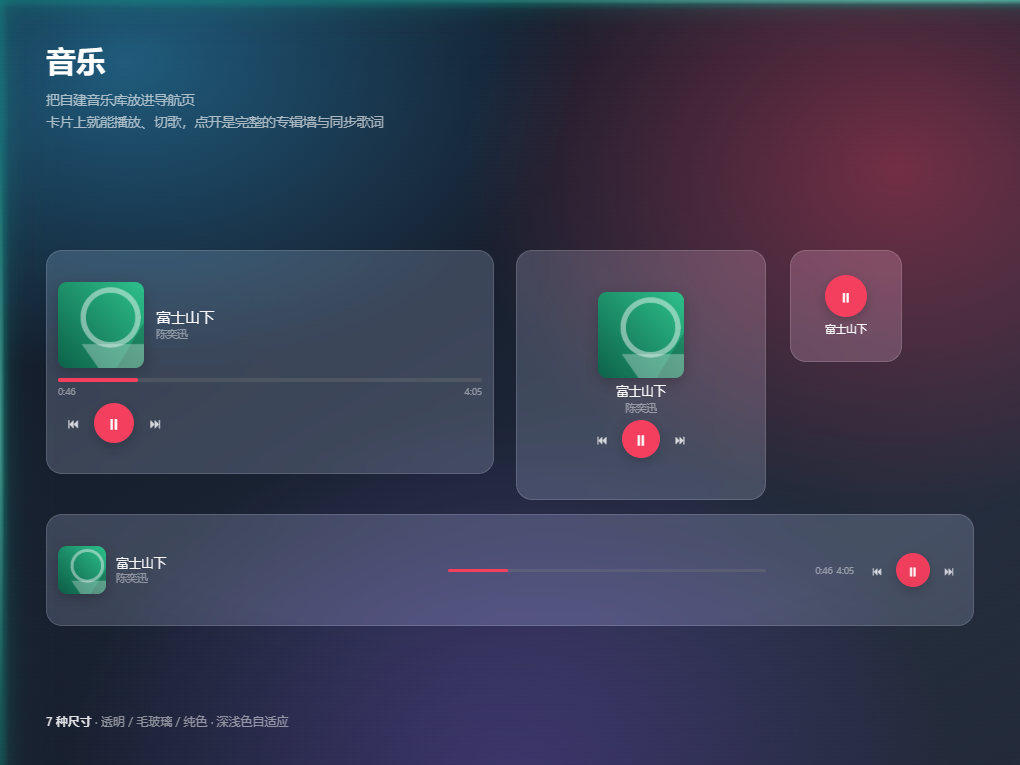 音乐
把自建音乐库放进导航页
卡片上就能播放、切歌，点开是完整的专辑墙与同步歌词
富士山下
陈奕迅
0:46 4:05
富士山下
陈奕迅
富士山下
富士山下
陈奕迅
0:46 4:05
7 种尺寸 · 透明 / 毛玻璃 / 纯色 · 深浅色自适应